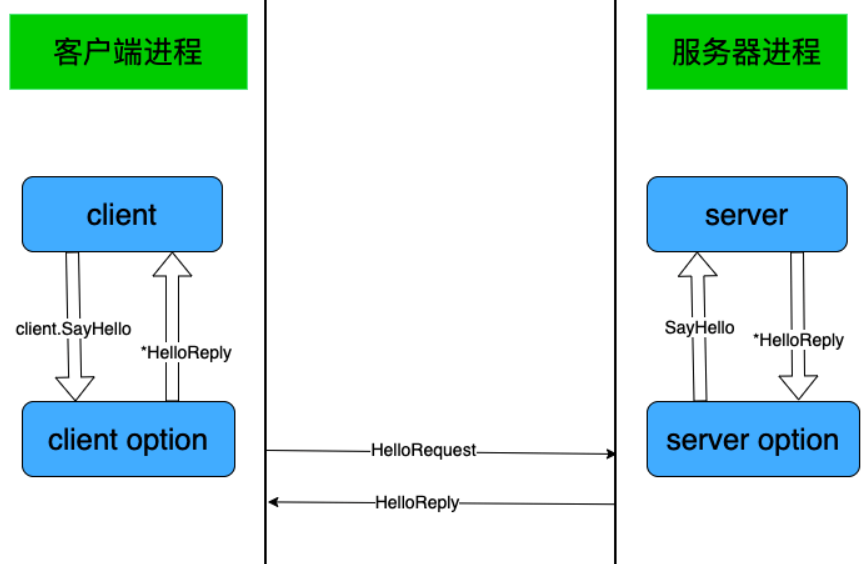 客户端进程
服务器进程
client
server
client.SayHello
*HelloReply
SayHello
*HelloReply
client option
server option
HelloRequest
HelloReply